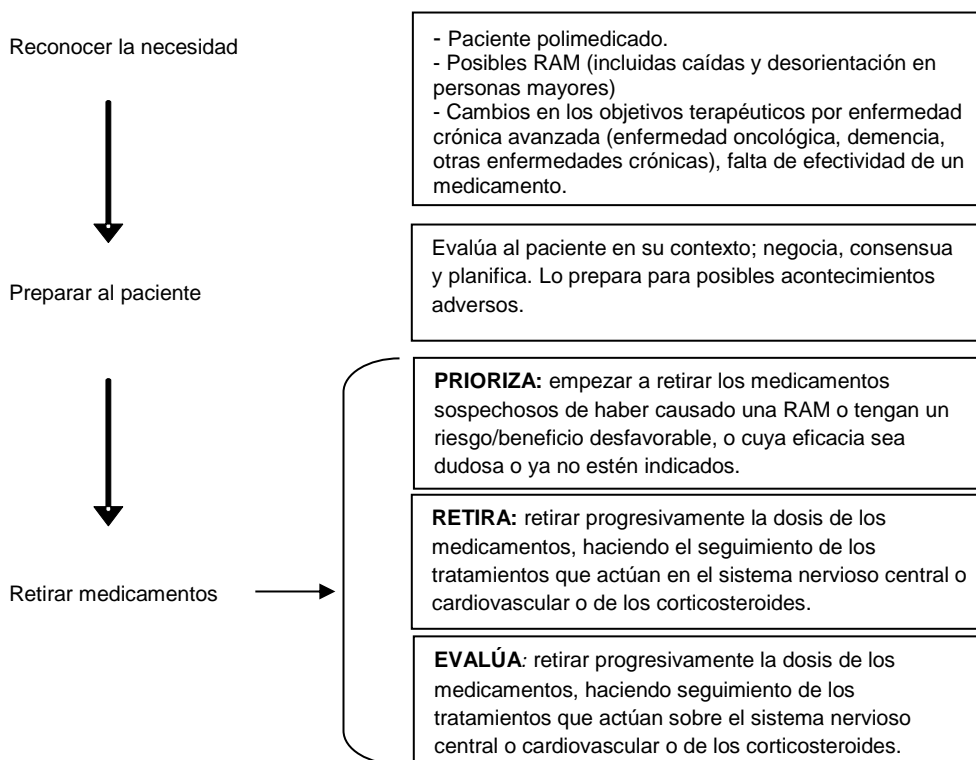 Reconocer la necesidad
- Paciente polimedicado.
- Posibles RAM (incluidas caídas y desorientación en
personas mayores)
- Cambios en los objetivos terapéuticos por enfermedad
crónica avanzada (enfermedad oncológica, demencia,
otras enfermedades crónicas), falta de efectividad de un
medicamento.
Preparar al paciente
Evalúa al paciente en su contexto; negocia, consensua
y planifica. Lo prepara para posibles acontecimientos
adversos.
Retirar medicamentos
PRIORIZA: empezar a retirar los medicamentos
sospechosos de haber causado una RAM o tengan un
riesgo/beneficio desfavorable, o cuya eficacia sea
dudosa o ya no estén indicados.
RETIRA: retirar progresivamente la dosis de los
medicamentos, haciendo el seguimiento de los
tratamientos que actúan en el sistema nervioso central o
cardiovascular o de los corticosteroides.
EVALÚA: retirar progresivamente la dosis de los
medicamentos, haciendo seguimiento de los
tratamientos que actúan sobre el sistema nervioso
central o cardiovascular o de los corticosteroides.